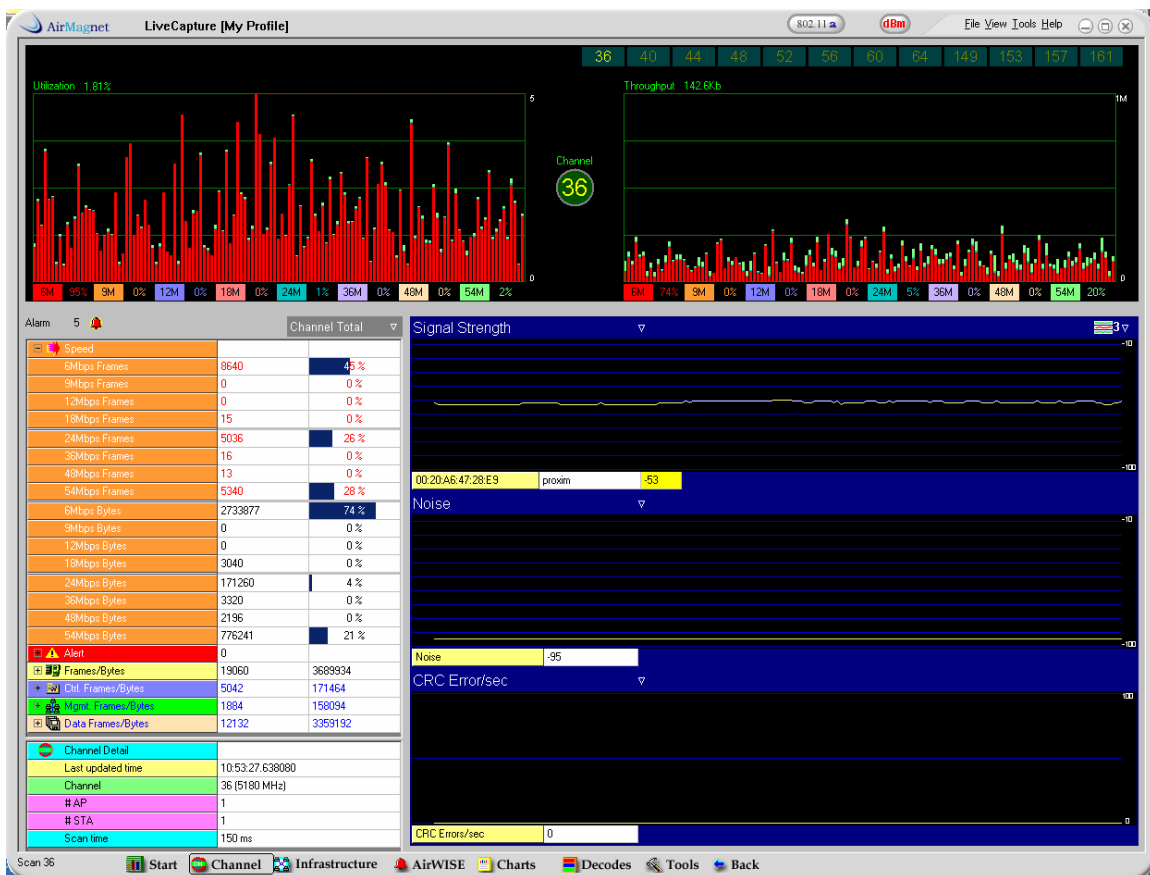 AirMagnet LiveCapture [My Profile] 802.11 a dBm File View Tools Help
36 40 44 48 52 56 60 64 149 153 157 161
Utilization 1.81% Throughput 142.6Kb
5 1M
Channel
36
0 0
6M 95% 9M 0% 12M 0% 18M 0% 24M 1% 36M 0% 48M 0% 54M 2% 6M 74% 9M 0% 12M 0% 18M 0% 24M 5% 36M 0% 48M 0% 54M 20%
Alarm 5 Channel Total
Speed
6Mbps Frames 8640 45 %
9Mbps Frames 0 0 %
12Mbps Frames 0 0 %
18Mbps Frames 15 0 %
24Mbps Frames 5036 26 %
36Mbps Frames 16 0 %
48Mbps Frames 13 0 %
54Mbps Frames 5340 28 %
6Mbps Bytes 2733877 74 %
9Mbps Bytes 0 0 %
12Mbps Bytes 0 0 %
18Mbps Bytes 3040 0 %
24Mbps Bytes 171260 4 %
36Mbps Bytes 3320 0 %
48Mbps Bytes 2196 0 %
54Mbps Bytes 776241 21 %
Alert 0
Frames/Bytes 19060 3689934
Ctrl. Frames/Bytes 5042 171464
Mgmt. Frames/Bytes 1884 158094
Data Frames/Bytes 12132 3359192
Channel Detail
Last updated time 10:53:27.638080
Channel 36 (5180 MHz)
# AP 1
# STA 1
Scan time 150 ms
Signal Strength 3
-10
-100
00:20:A6:47:28:E9 proxim -53
Noise
-10
-100
Noise -95
CRC Error/sec
100
0
CRC Errors/sec 0
Scan 36 Start Channel Infrastructure AirWISE Charts Decodes Tools Back